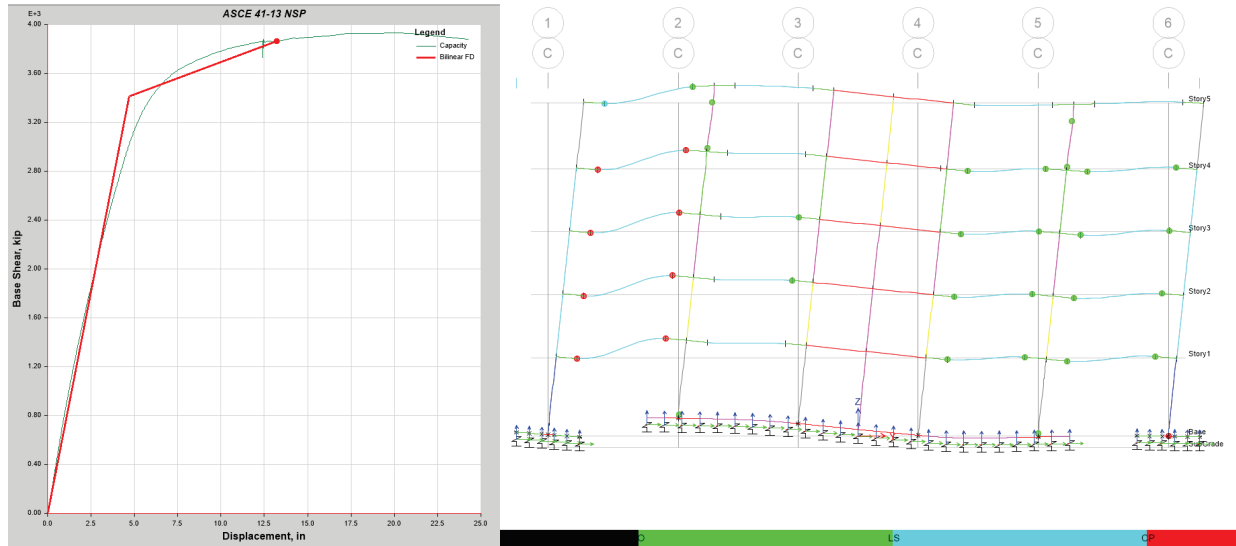 ASCE 41-13 NSP
E+3
Legend
Capacity
Bilinear FD
4.00
3.60
3.20
2.80
2.40
2.00
1.60
1.20
0.80
0.40
0.00
Base Shear, kip
0.0 2.5 5.0 7.5 10.0 12.5 15.0 17.5 20.0 22.5 25.0
Displacement, in
1 2 3 4 5 6
C C C C C C
Story5
Story4
Story3
Story2
Story1
Z
Base
SubGrade
IO LS CP